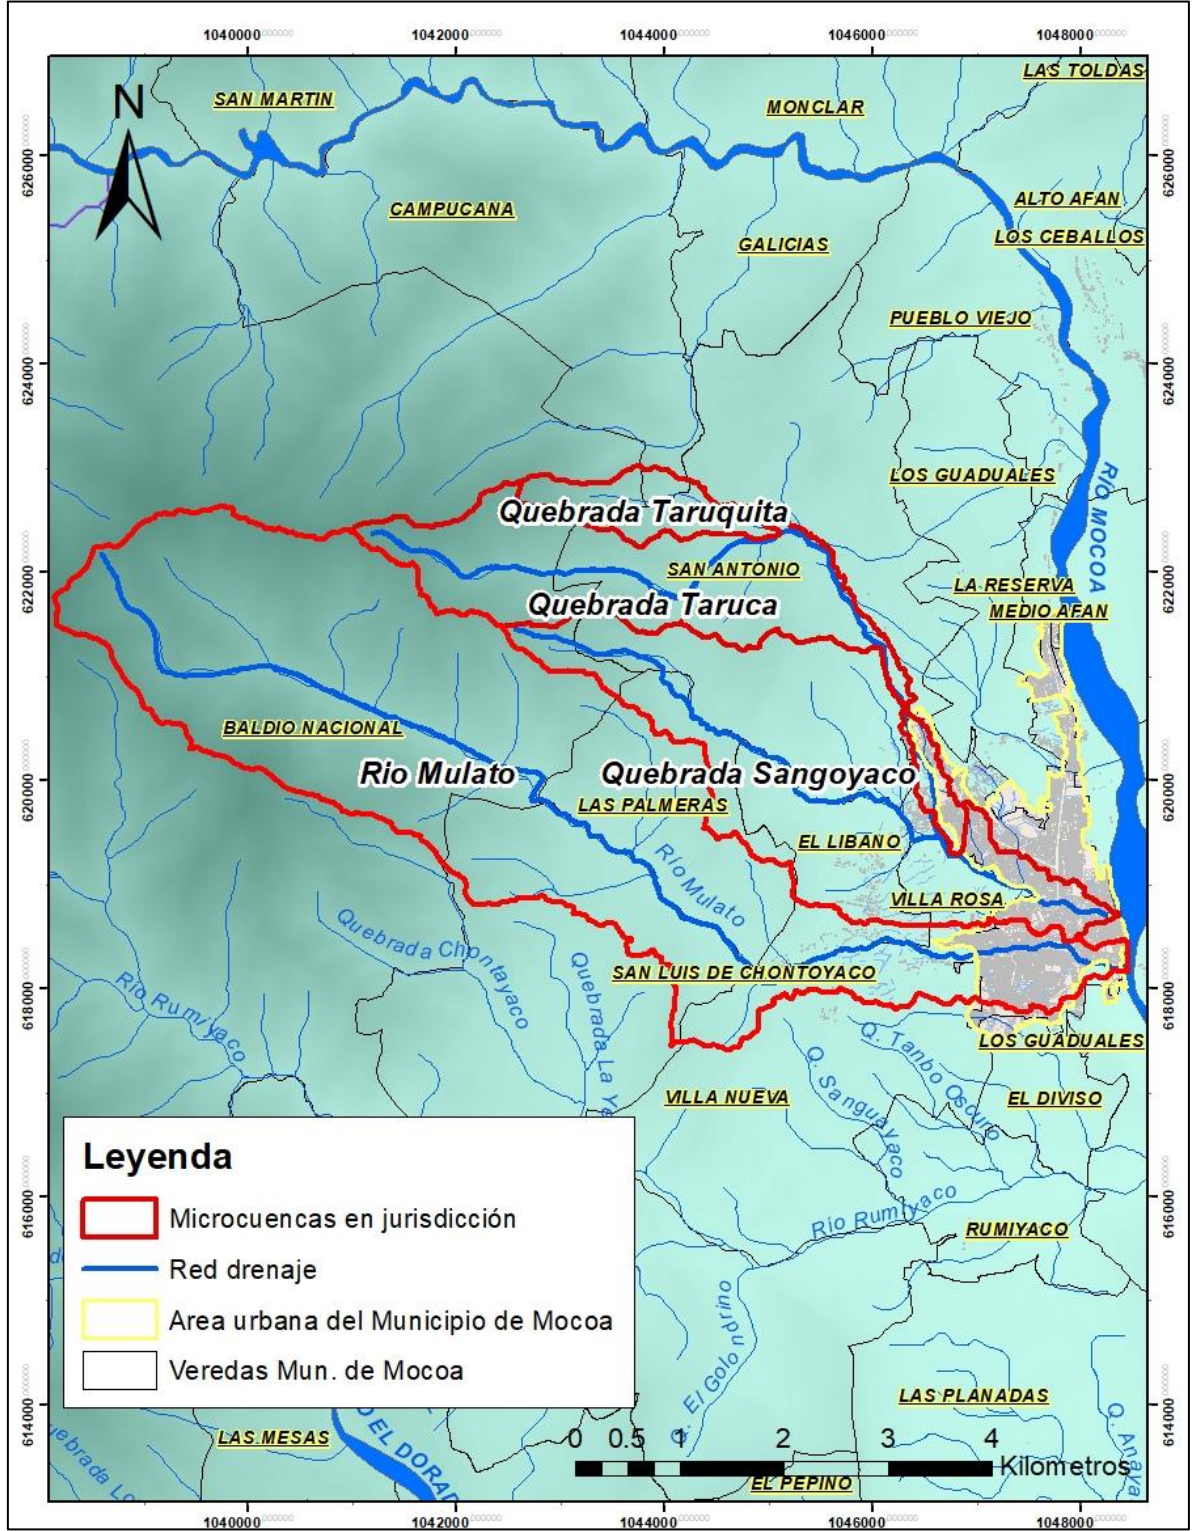 1040000 1042000 1044000 1046000 1048000
LAS TOLDAS
SAN MARTIN
MONCLAR
N
626000
626000
CAMPUCANA
ALTO AFAN
LOS CEBALLOS
GALICIAS
PUEBLO VIEJO
624000
624000
LOS GUADUALES
RÍO MOCOA
Quebrada Taruquita
SAN ANTONIO
622000
622000
LA RESERVA
Quebrada Taruca
MEDIO AFAN
BALDIO NACIONAL
Rio Mulato
Quebrada Sangoyaco
620000
620000
LAS PALMERAS
EL LIBANO
Río Mulato
VILLA ROSA
Quebrada Chontayaco
SAN LUIS DE CHONTOYACO
Río Rumiyaco
Quebrada La Ye
618000
618000
LOS GUADUALES
Q. Tanbo Oscuro
Q. Sanguayaco
VILLA NUEVA
EL DIVISO
Leyenda
Microcuencas en jurisdicción
Red drenaje
Area urbana del Municipio de Mocoa
Veredas Mun. de Mocoa
616000
616000
Río Rumiyaco
RUMIYACO
Q. El Golondrino
LAS PLANADAS
614000
614000
LAS MESAS
O EL DORAD
uebrada Lo
Q. Anaya
0 0.5 1 2 3 4
Kilometros
EL PEPINO
1040000 1042000 1044000 1046000 1048000